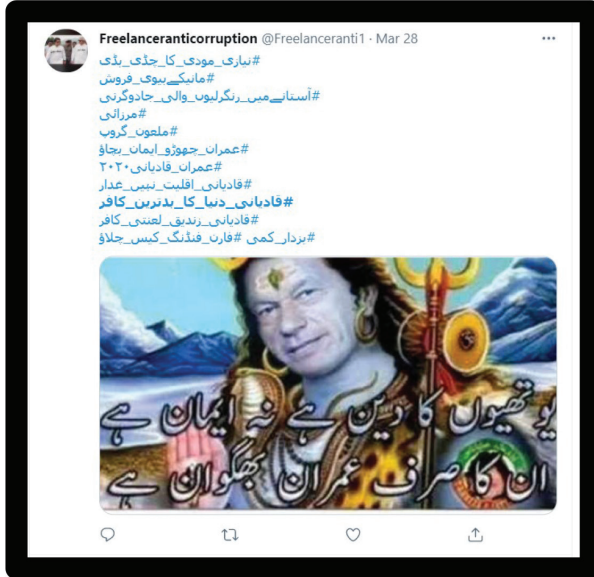 Freelanceranticorruption @Freelanceranti1 · Mar 28
#نیازی_مودی_کا_چڈی_بڈی
#مانیکے_بیوی_فروش
#آستانے_میں_رنگرلیوں_والی_جادوگرنی
#مرزائی
#ملعون_گروپ
#عمران_چھوڑو_ایمان_بچاؤ
#عمران_قادیانی۲۰۲۰
#قادیانی_اقلیت_نہیں_غدار
#قادیانی_دنیا_کا_بدترین_کافر
#قادیانی_زندیق_لعنتی_کافر
#بزدار_کمی #فارن_فنڈنگ_کیس_چلاؤ
یوتھیوں کا دین ہے نہ ایمان ہے
ان کا صرف عمران بھگوان ہے